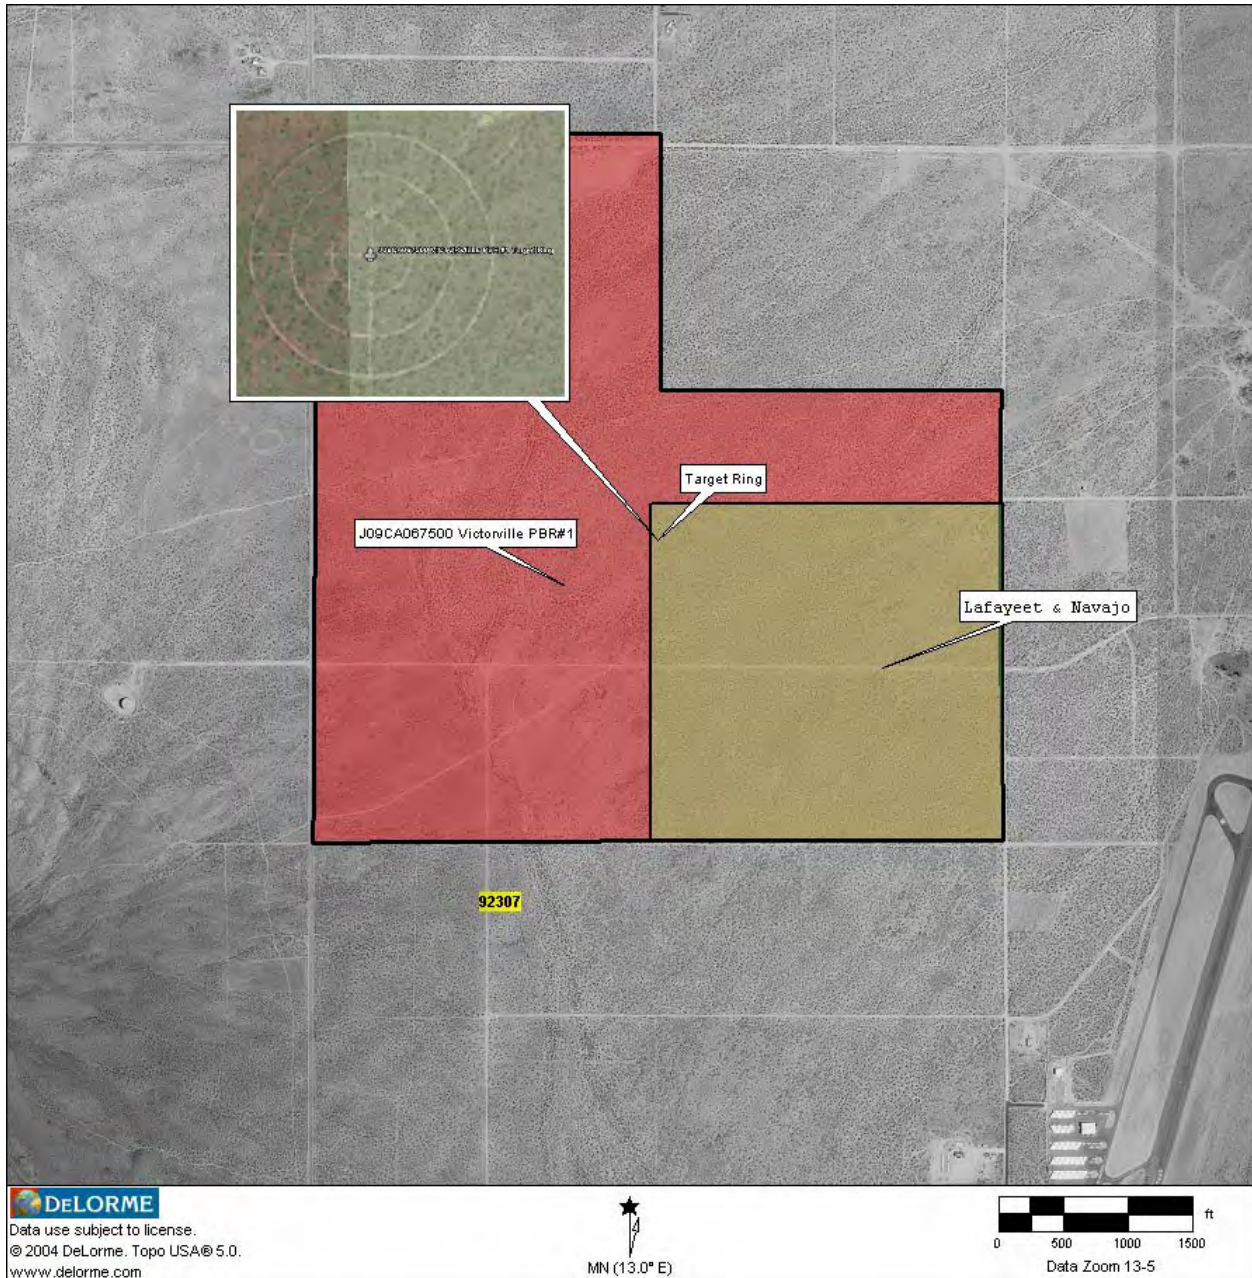 Target Ring
J09CA067500 Victorville PBR#1
Lafayeet & Navajo
92307
DELORME
Data use subject to license.
© 2004 DeLorme. Topo USA® 5.0.
www.delorme.com
MN (13.0° E)
ft
0 500 1000 1500
Data Zoom 13-5